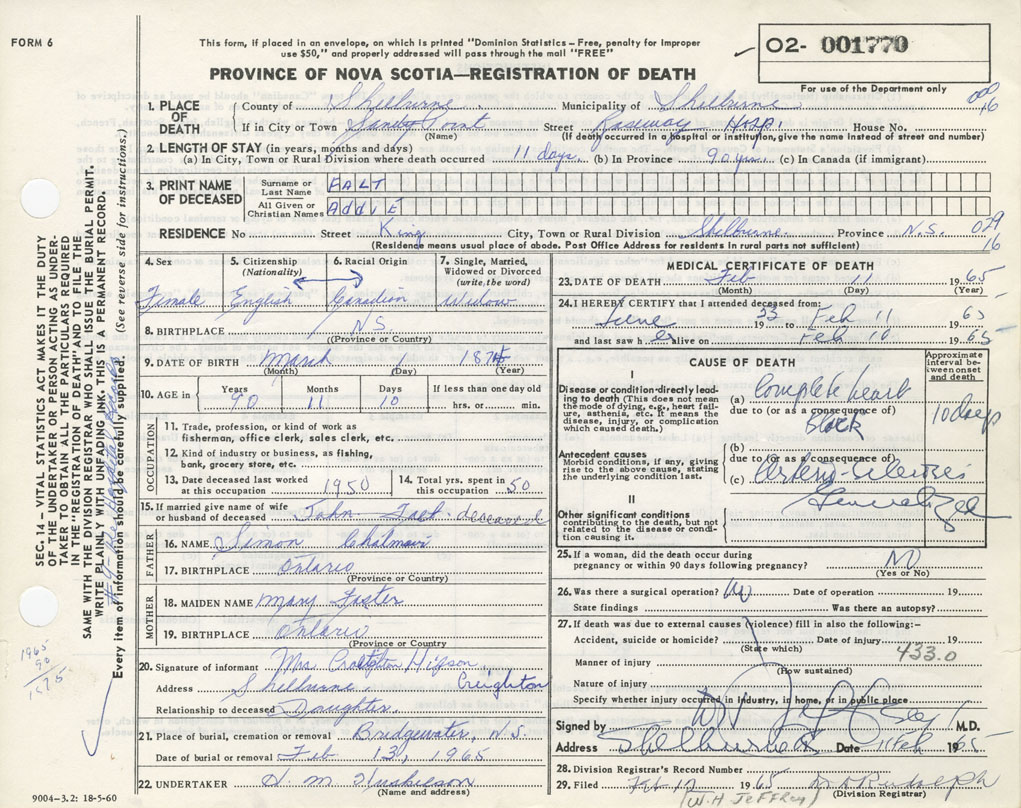 FORM 6
This form, if placed in an envelope, on which is printed "Dominion Statistics – Free, penalty for improper
use $50," and properly addressed will pass through the mail "FREE"
PROVINCE OF NOVA SCOTIA—REGISTRATION OF DEATH
02- 001770
For use of the Department only
1. PLACE OF DEATH
County of Shelburne Municipality of Shelburne
If in City or Town Sandy Point Street Roseway Hosp. House No.
(Name) (If death occurred in a hospital or institution, give the name instead of street and number)
2. LENGTH OF STAY (in years, months and days)
(a) In City, Town or Rural Division where death occurred 11 days (b) In Province 90 yrs. (c) In Canada (if immigrant)
3. PRINT NAME OF DECEASED
Surname or Last Name FALT
All Given or Christian Names ADDIE
RESIDENCE No Street King City, Town or Rural Division Shelburne Province N.S. 029
16
(Residence means usual place of abode. Post Office Address for residents in rural parts not sufficient)
4. Sex Female
5. Citizenship (Nationality) English
6. Racial Origin Canadian
7. Single, Married, Widowed or Divorced (write the word) Widow
8. BIRTHPLACE N.S.
(Province or Country)
9. DATE OF BIRTH March 1 1874
(Month) (Day) (Year)
10. AGE in Years 90 Months 11 Days 10 If less than one day old hrs. or min.
OCCUPATION
11. Trade, profession, or kind of work as
fisherman, office clerk, sales clerk, etc.
12. Kind of industry or business, as fishing,
bank, grocery store, etc.
13. Date deceased last worked at this occupation 1950
14. Total yrs. spent in this occupation 50
15. If married give name of wife or husband of deceased John Falt deceased
FATHER
16. NAME Simon
17. BIRTHPLACE Ontario
(Province or Country)
MOTHER
18. MAIDEN NAME Mary Foster
19. BIRTHPLACE Ontario
(Province or Country)
20. Signature of informant Mrs Creighton
Creighton
Address Shelburne
Relationship to deceased Daughter
21. Place of burial, cremation or removal Bridgewater, N.S.
Date of burial or removal Feb 13, 1965
22. UNDERTAKER H. M. Huskilson
(Name and address)
9004–3.2: 18-5-60
MEDICAL CERTIFICATE OF DEATH
23. DATE OF DEATH Feb 11 1965
(Month) (Day) (Year)
24. I HEREBY CERTIFY that I attended deceased from:
June 19 to Feb 11 65
and last saw her alive on Feb 10 1965
CAUSE OF DEATH
Approximate interval between onset and death
I
Disease or condition directly leading to death (This does not mean the mode of dying, e.g., heart failure, asthenia, etc. It means the disease, injury, or complication which caused death.)
(a) Complete heart
due to (or as a consequence of)
Block
10 days
Antecedent causes
Morbid conditions, if any, giving rise to the above cause, stating the underlying condition last.
(b)
due to (or as a consequence of)
(c) Arterio-sclerosis
Generalized
II
Other significant conditions
contributing to the death, but not related to the disease or condition causing it.
25. If a woman, did the death occur during
pregnancy or within 90 days following pregnancy? No
(Yes or No)
26. Was there a surgical operation? No Date of operation 19
State findings Was there an autopsy?
27. If death was due to external causes (violence) fill in also the following:-
Accident, suicide or homicide? Date of injury 19
(State which) 433.0
Manner of injury
(How sustained)
Nature of injury
Specify whether injury occurred in industry, in home, or in public place
Signed by M.D.
Address Shelburne Date 11 Feb 1965
28. Division Registrar's Record Number
29. Filed Feb 12 1965
(Division Registrar)
W.H JEFFREY
SEC. 14 – VITAL STATISTICS ACT MAKES IT THE DUTY
OF THE UNDERTAKER OR PERSON ACTING AS UNDER-
TAKER TO OBTAIN ALL THE PARTICULARS REQUIRED
IN THE "REGISTRATION OF DEATH" AND TO FILE THE
SAME WITH THE DIVISION REGISTRAR WHO SHALL ISSUE THE BURIAL PERMIT.
WRITE PLAINLY WITH UNFADING INK. THIS IS A PERMANENT RECORD.
Every item of information should be carefully supplied. (See reverse side for instructions.)
1965
90
1875